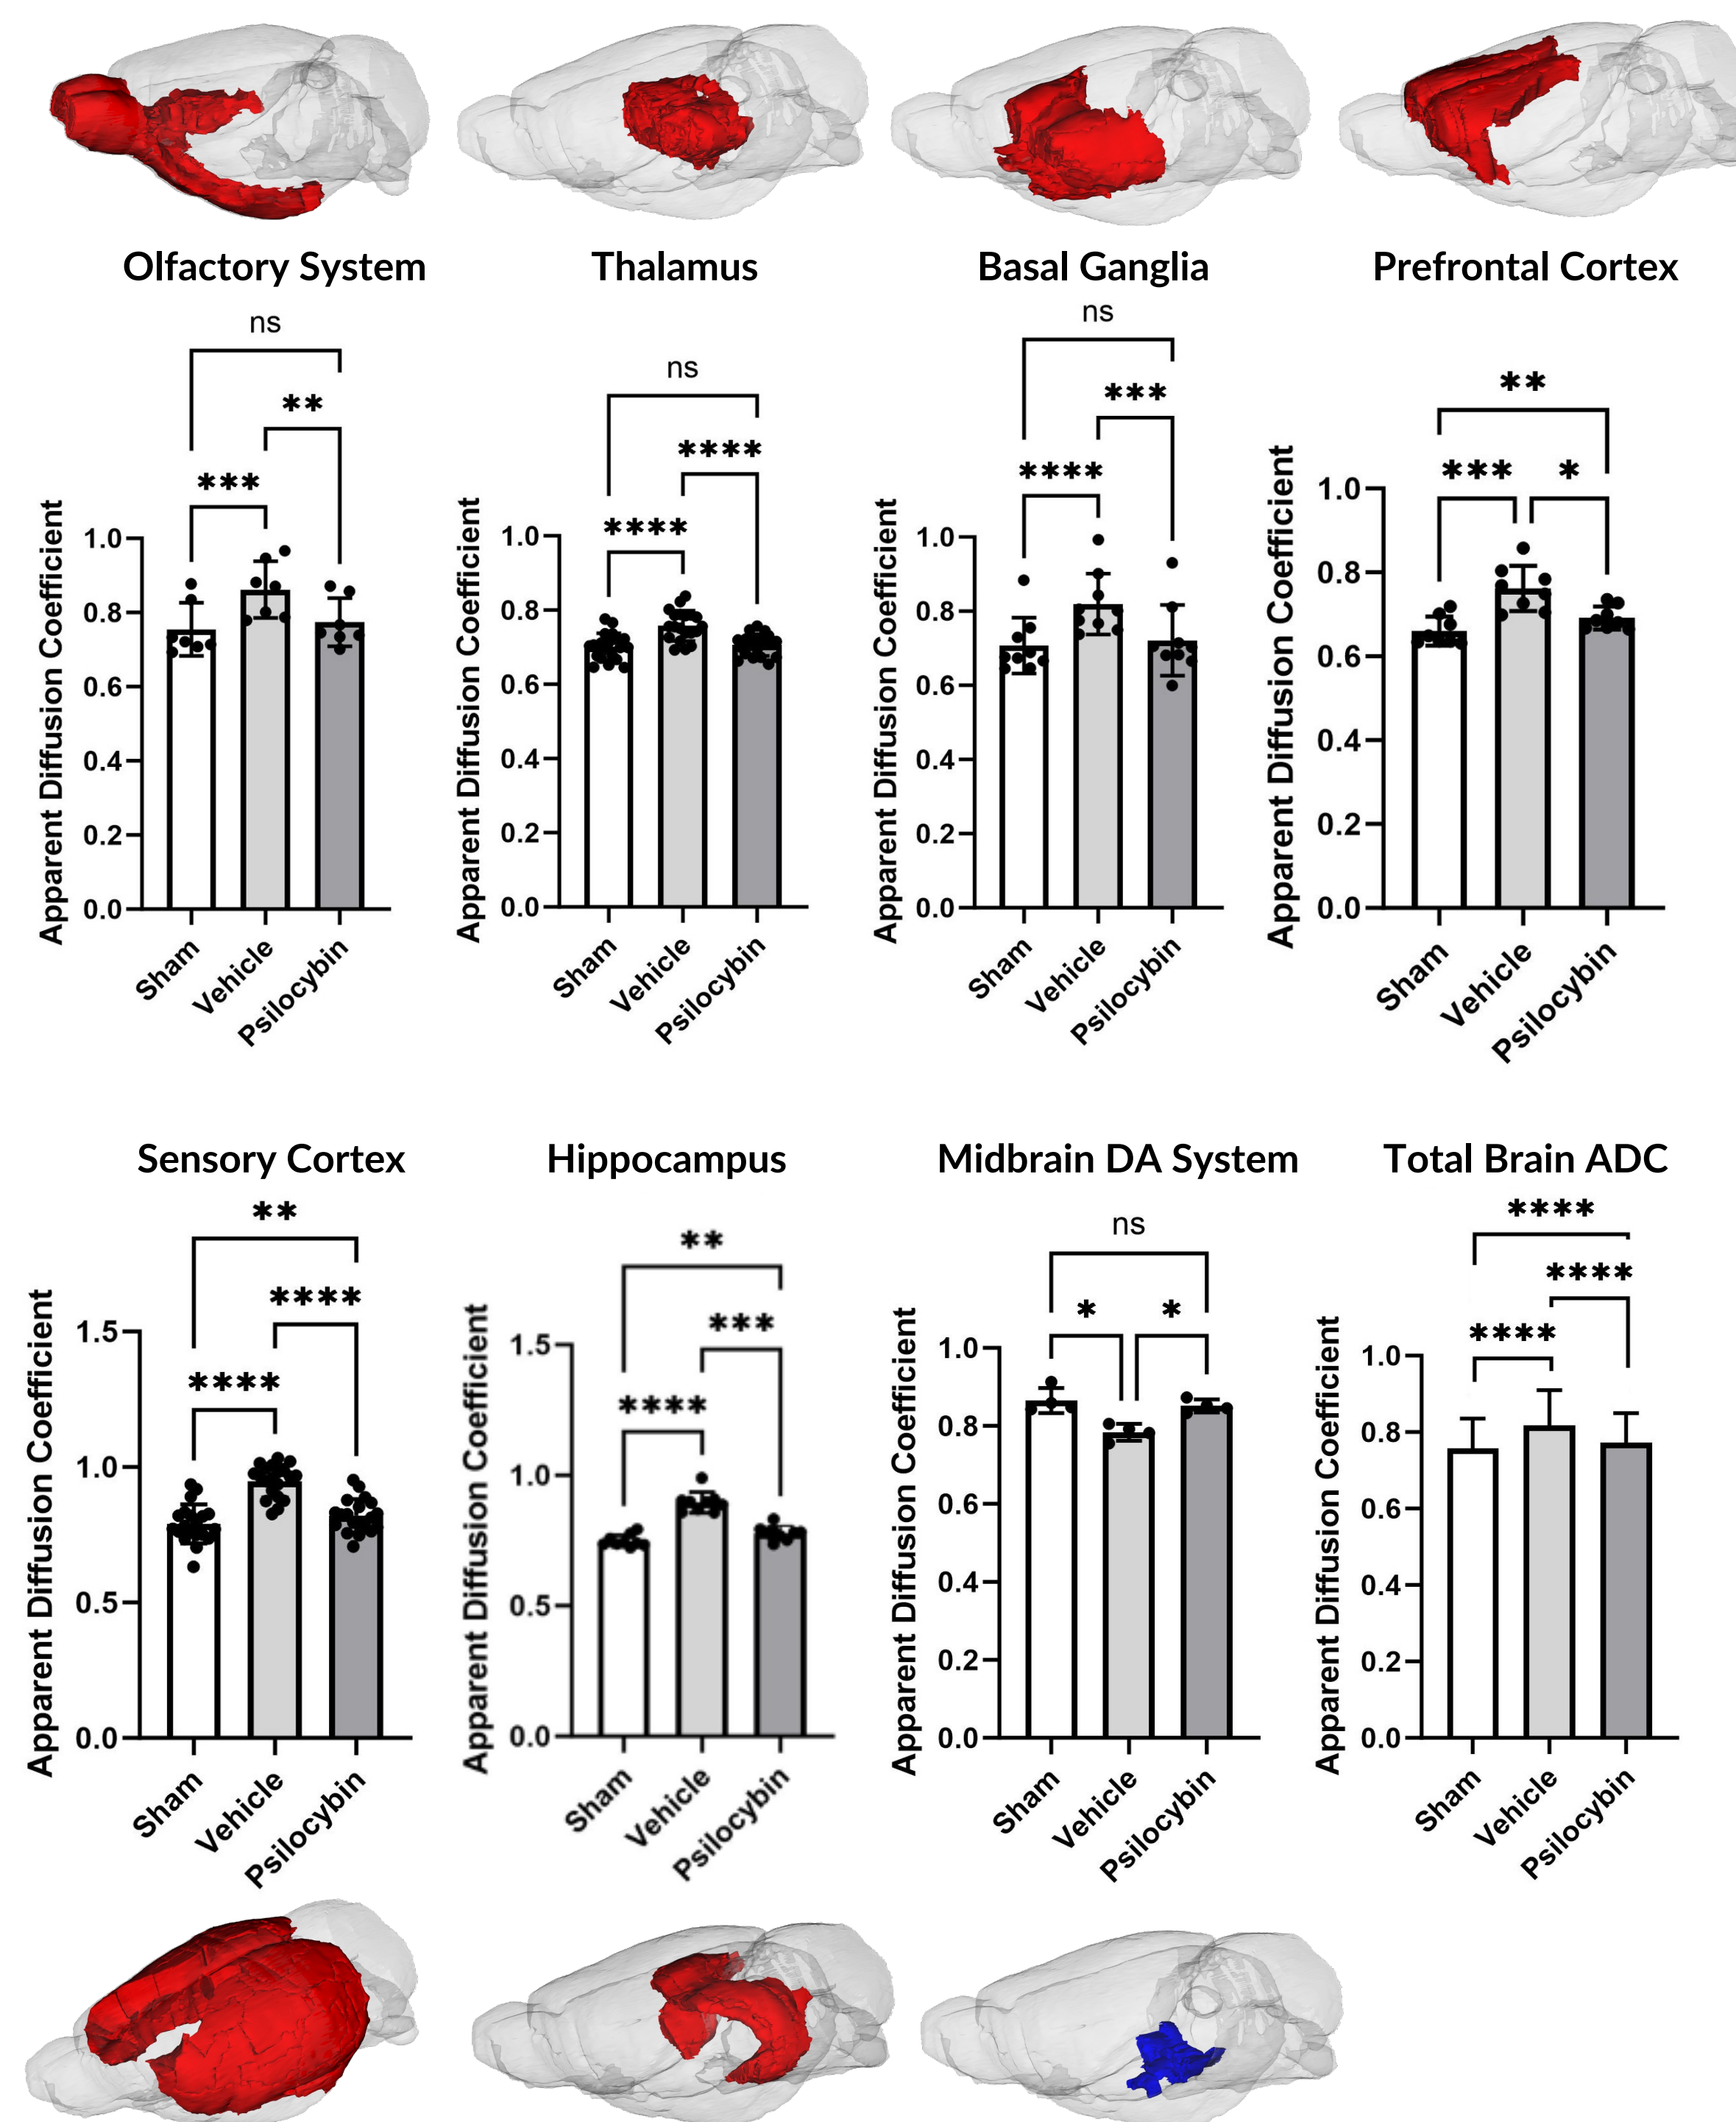 Olfactory System
Thalamus
Basal Ganglia
Prefrontal Cortex
ns
**
***
Apparent Diffusion Coefficient
1.0
0.8
0.6
0.4
0.2
0.0
Sham
Vehicle
Psilocybin
ns
****
****
Apparent Diffusion Coefficient
1.0
0.8
0.6
0.4
0.2
0.0
Sham
Vehicle
Psilocybin
ns
***
****
Apparent Diffusion Coefficient
1.0
0.8
0.6
0.4
0.2
0.0
Sham
Vehicle
Psilocybin
**
*** *
Apparent Diffusion Coefficient
1.0
0.8
0.6
0.4
0.2
0.0
Sham
Vehicle
Psilocybin
Sensory Cortex
Hippocampus
Midbrain DA System
Total Brain ADC
**
****
****
Apparent Diffusion Coefficient
1.5
1.0
0.5
0.0
Sham
Vehicle
Psilocybin
**
***
****
Apparent Diffusion Coefficient
1.5
1.0
0.5
0.0
Sham
Vehicle
Psilocybin
ns
* *
Apparent Diffusion Coefficient
1.0
0.8
0.6
0.4
0.2
0.0
Sham
Vehicle
Psilocybin
****
****
****
Apparent Diffusion Coefficient
1.0
0.8
0.6
0.4
0.2
0.0
Sham
Vehicle
Psilocybin